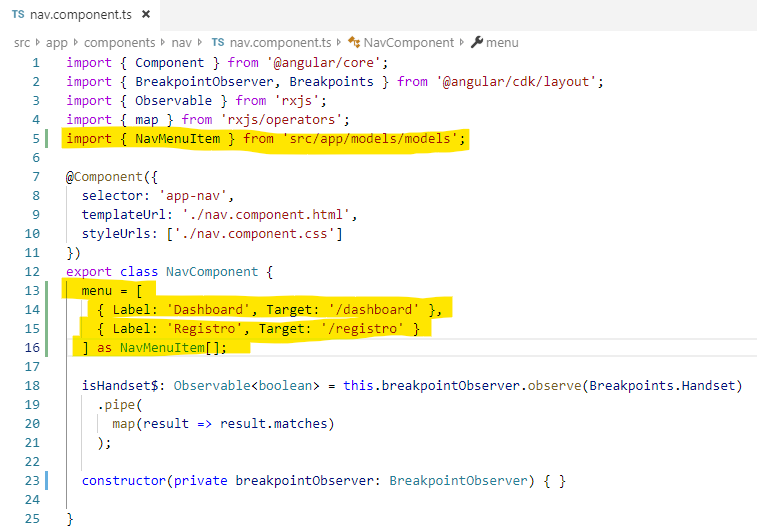 TS nav.component.ts ×
src app components nav TS nav.component.ts NavComponent menu
1 import { Component } from '@angular/core';
2 import { BreakpointObserver, Breakpoints } from '@angular/cdk/layout';
3 import { Observable } from 'rxjs';
4 import { map } from 'rxjs/operators';
5 import { NavMenuItem } from 'src/app/models/models';
6
7 @Component({
8 selector: 'app-nav',
9 templateUrl: './nav.component.html',
10 styleUrls: ['./nav.component.css']
11 })
12 export class NavComponent {
13 menu = [
14 { Label: 'Dashboard', Target: '/dashboard' },
15 { Label: 'Registro', Target: '/registro' }
16 ] as NavMenuItem[];
17
18 isHandset$: Observable<boolean> = this.breakpointObserver.observe(Breakpoints.Handset)
19 .pipe(
20 map(result => result.matches)
21 );
22
23 constructor(private breakpointObserver: BreakpointObserver) { }
24
25 }